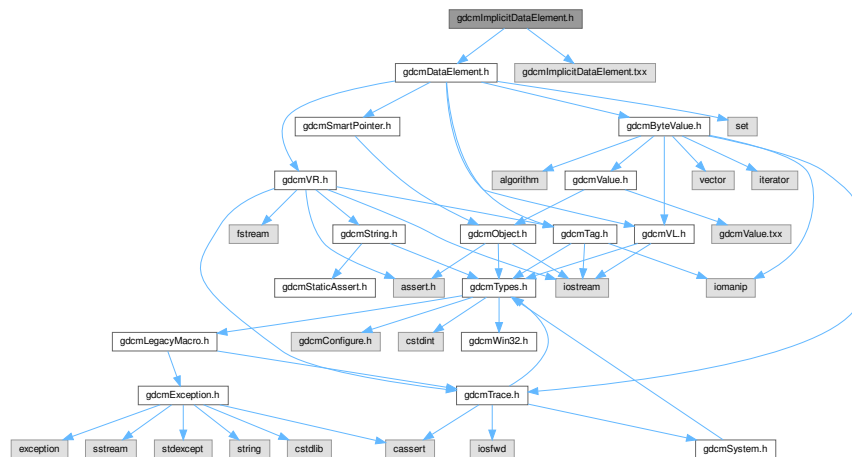 gdcmImplicitDataElement.h
gdcmDataElement.h
gdcmImplicitDataElement.txx
gdcmSmartPointer.h
gdcmByteValue.h
set
gdcmVR.h
algorithm
gdcmValue.h
vector
iterator
fstream
gdcmString.h
gdcmObject.h
gdcmTag.h
gdcmVL.h
gdcmValue.txx
gdcmStaticAssert.h
assert.h
gdcmTypes.h
iostream
iomanip
gdcmLegacyMacro.h
gdcmConfigure.h
cstdint
gdcmWin32.h
gdcmException.h
gdcmTrace.h
exception
sstream
stdexcept
string
cstdlib
cassert
iosfwd
gdcmSystem.h